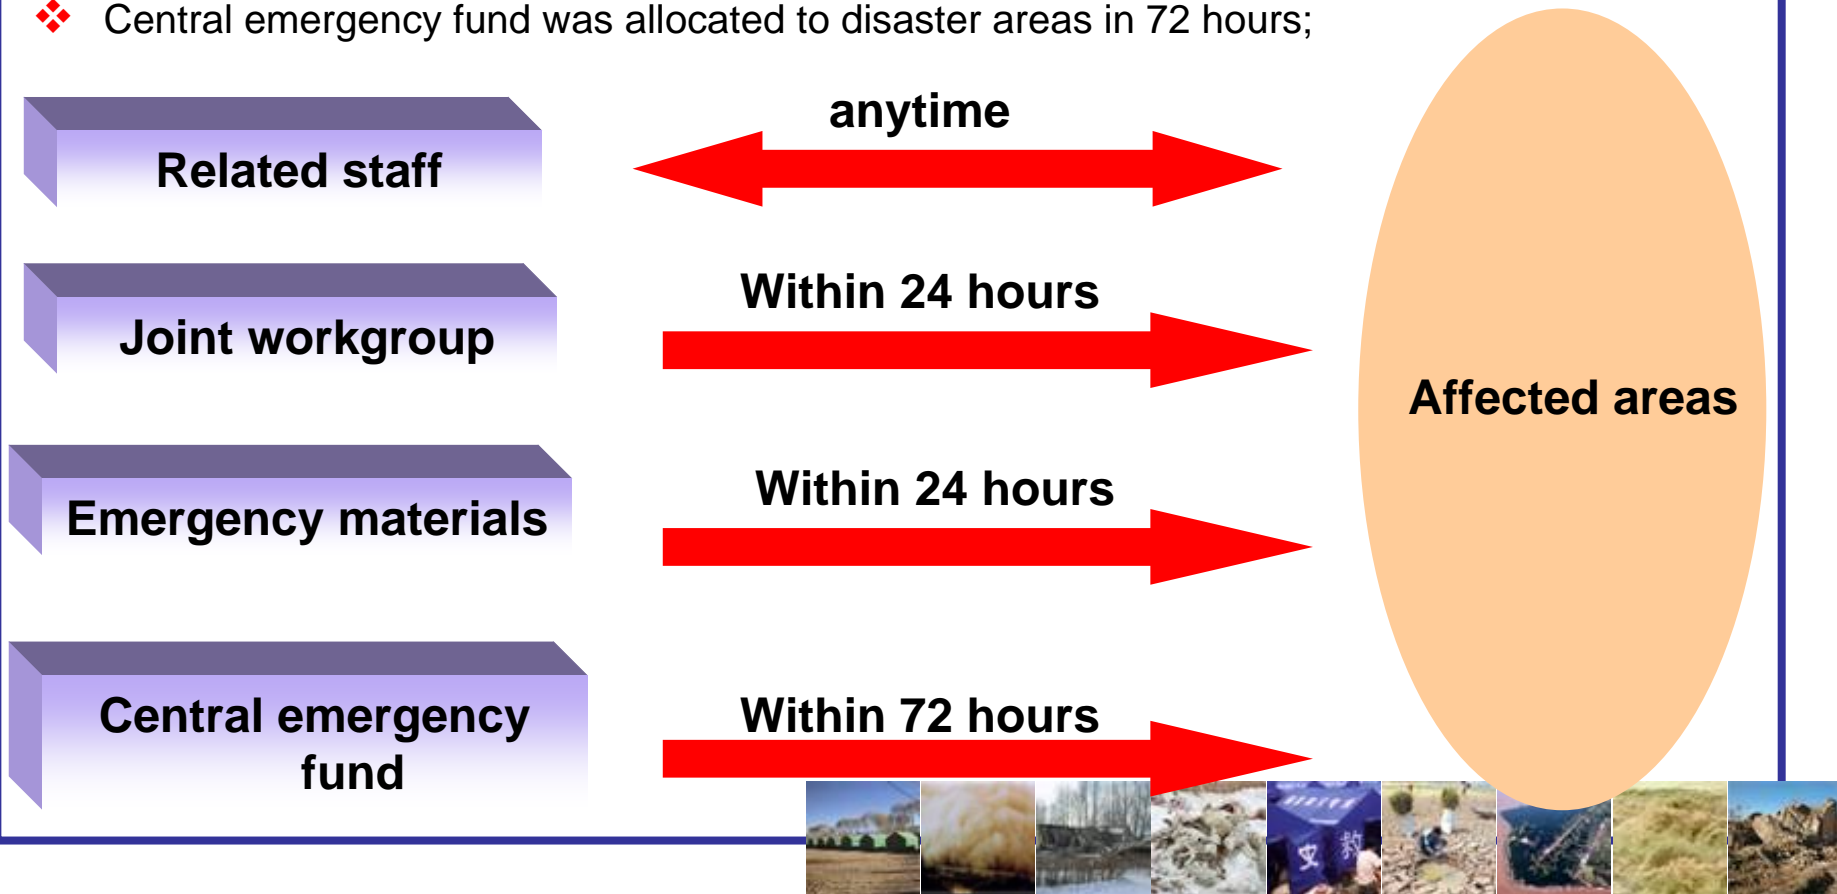 Central emergency fund was allocated to disaster areas in 72 hours;
anytime
Related staff
Within 24 hours
Joint workgroup
Affected areas
Within 24 hours
Emergency materials
Central emergency
fund
Within 72 hours
救